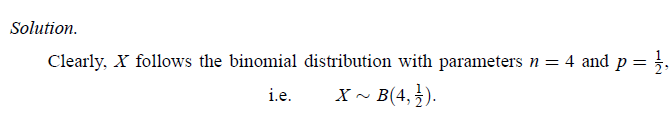 Solution.
Clearly, X follows the binomial distribution with parameters n = 4 and p = 1/2,
i.e. X ~ B(4, 1/2).